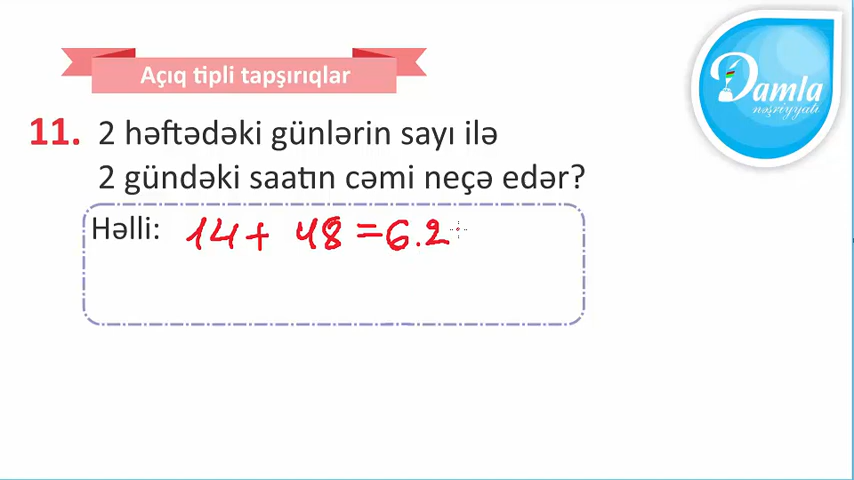 Açıq tipli tapşırıqlar
Damla
nəşriyyatı
11. 2 həftədəki günlərin sayı ilə
2 gündəki saatın cəmi neçə edər?
Həlli: 14 + 48 = 6.2